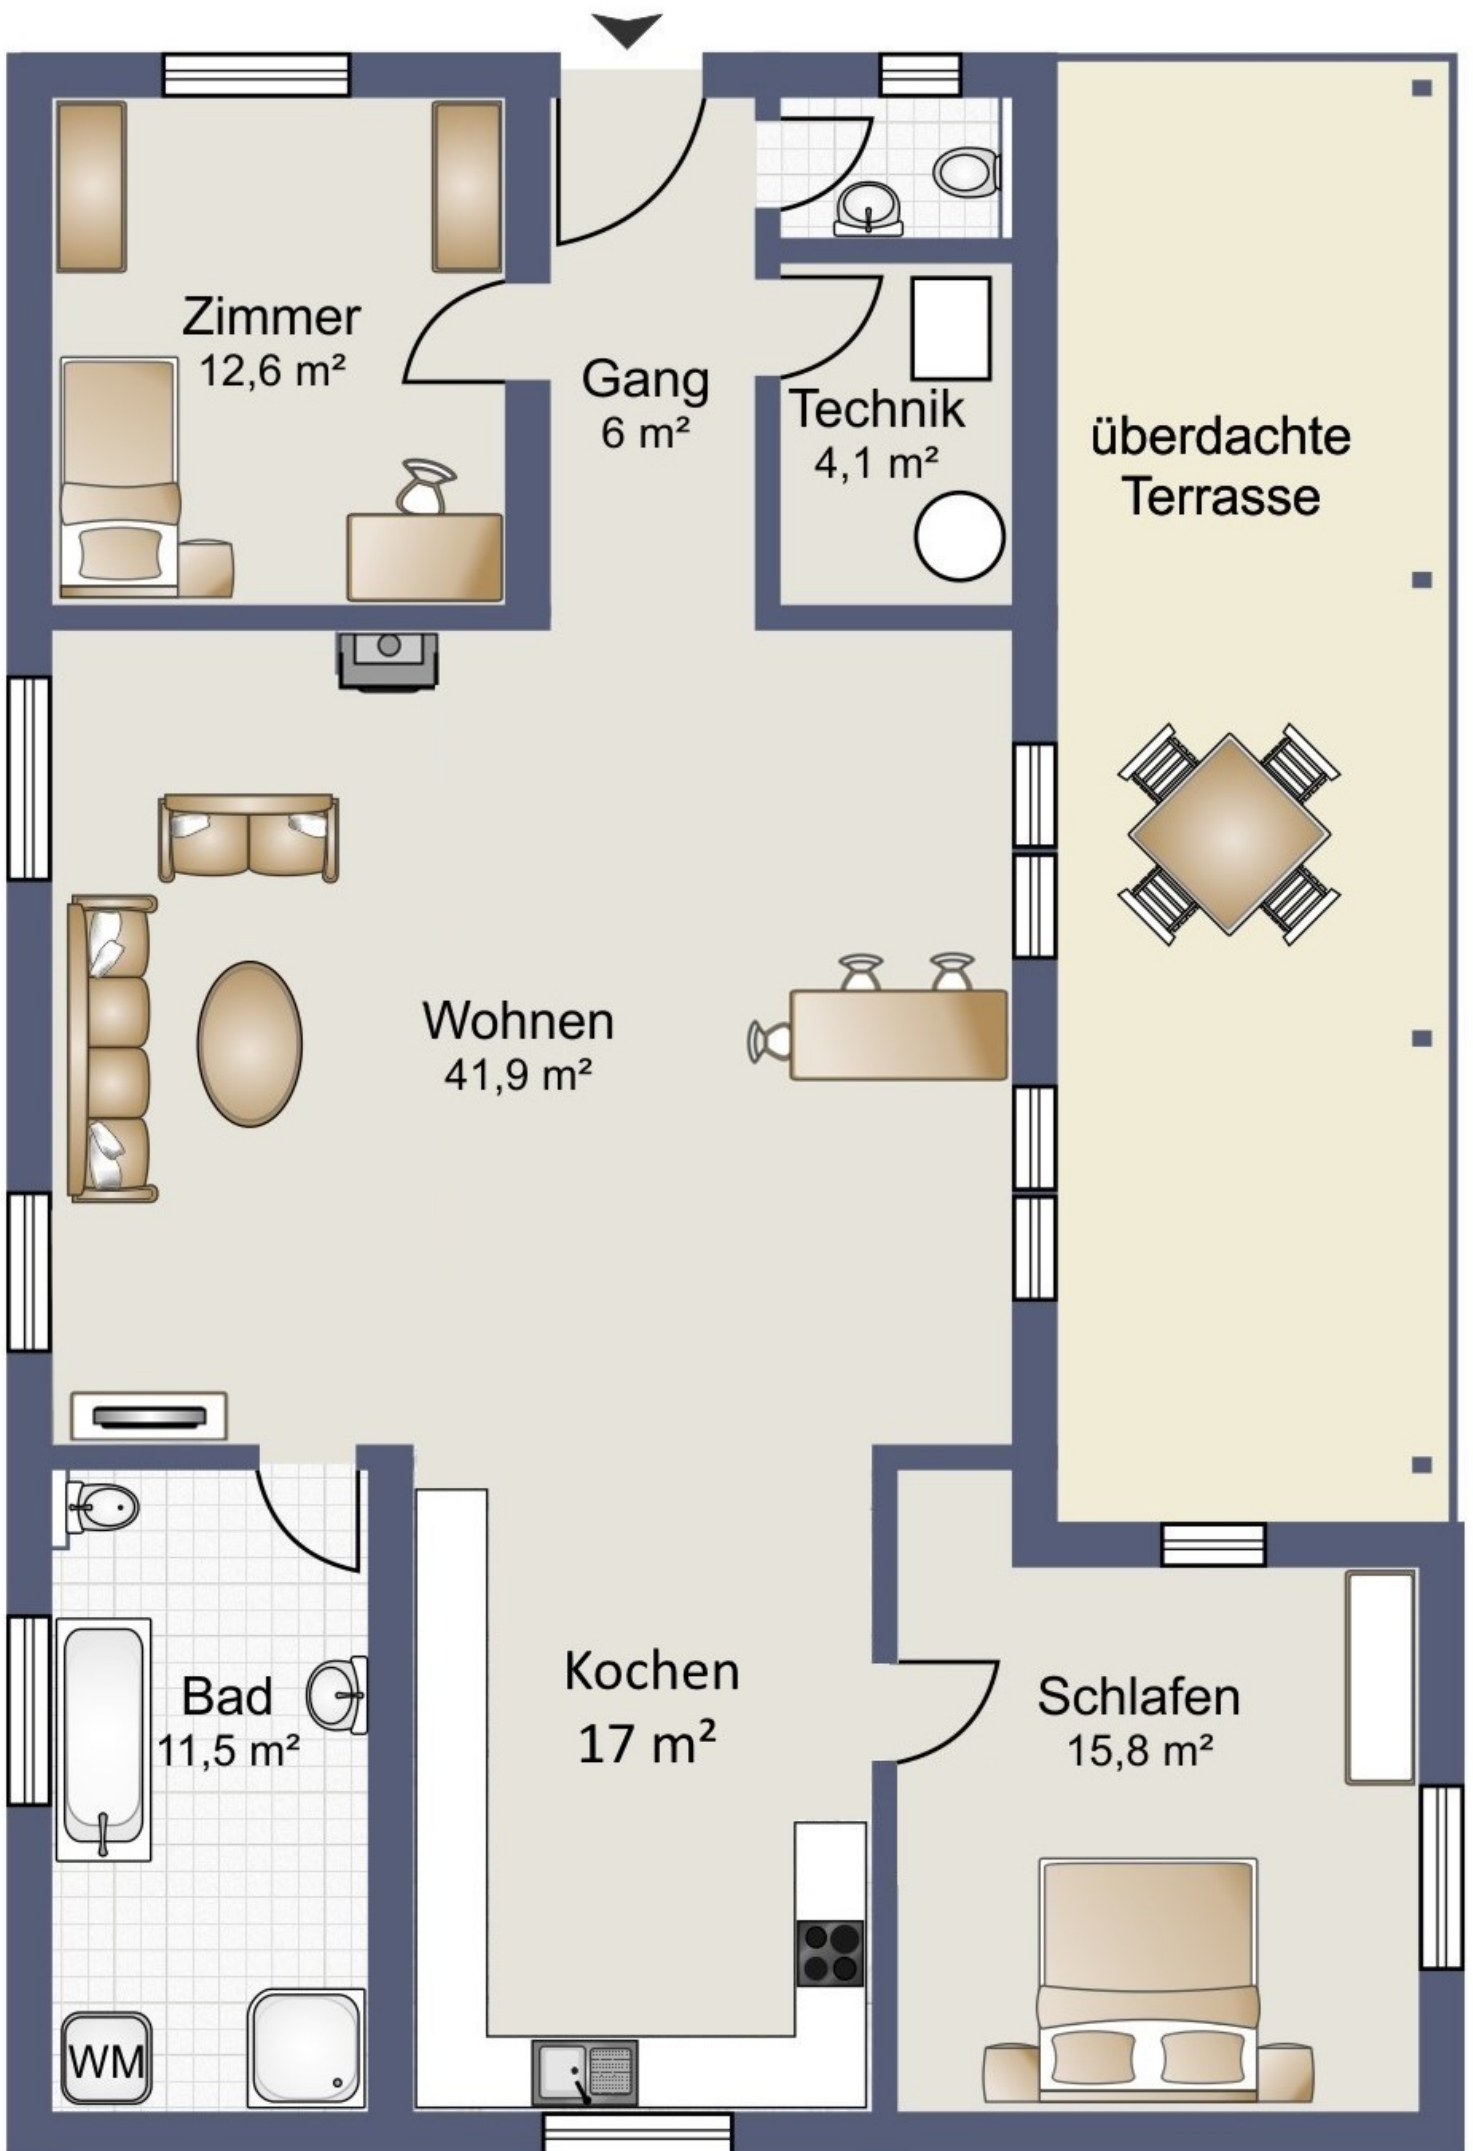 Zimmer
12,6 m²
Gang
6 m²
Technik
4,1 m²
überdachte
Terrasse
Wohnen
41,9 m²
Bad
11,5 m²
Kochen
17 m²
Schlafen
15,8 m²
WM